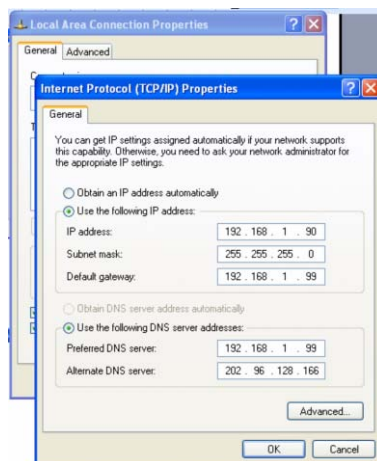 Local Area Connection Properties
General Advanced
Internet Protocol (TCP/IP) Properties
General
You can get IP settings assigned automatically if your network supports
this capability. Otherwise, you need to ask your network administrator for
the appropriate IP settings.
Obtain an IP address automatically
Use the following IP address:
IP address: 192 . 168 . 1 . 90
Subnet mask: 255 . 255 . 255 . 0
Default gateway: 192 . 168 . 1 . 99
Obtain DNS server address automatically
Use the following DNS server addresses:
Preferred DNS server: 192 . 168 . 1 . 99
Alternate DNS server: 202 . 96 . 128 . 166
Advanced...
OK Cancel